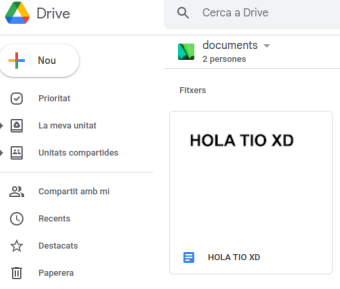 Drive
Cerca a Drive
Nou
documents
2 persones
Prioritat
La meva unitat
Unitats compartides
Compartit amb mi
Recents
Destacats
Paperera
Fitxers
HOLA TIO XD
HOLA TIO XD